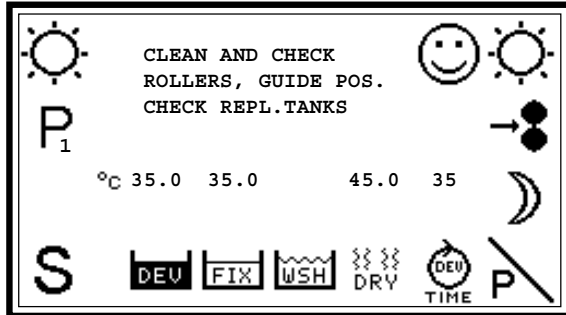 CLEAN AND CHECK
ROLLERS, GUIDE POS.
CHECK REPL.TANKS
P1
°C 35.0 35.0 45.0 35
S DEV FIX WSH DRY DEV TIME P